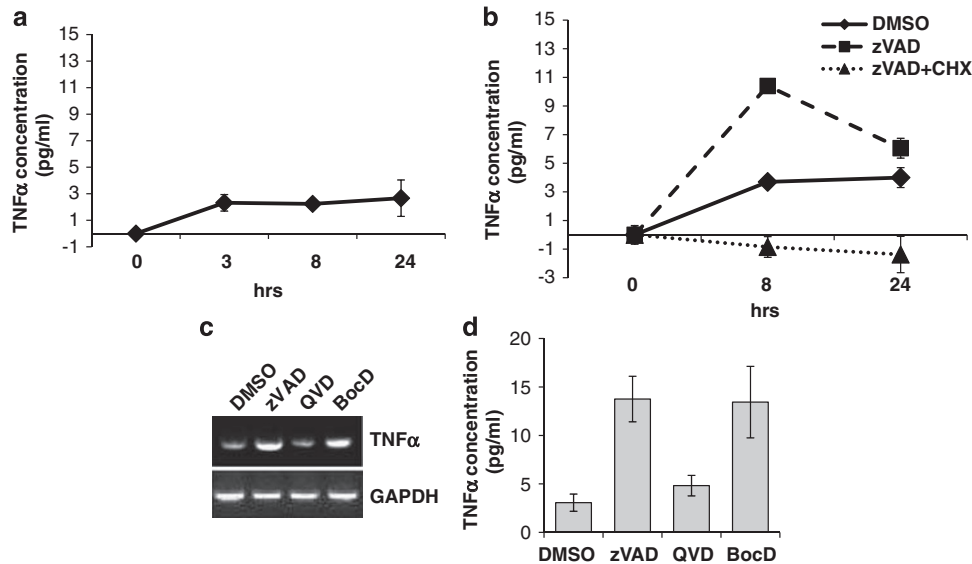 a
TNFα concentration
(pg/ml)
15
13
11
9
7
5
3
1
-1
0 3 8 24
hrs
b
TNFα concentration
(pg/ml)
15
13
11
9
7
5
3
1
-1
-3
0 8 24
hrs
DMSO
zVAD
zVAD+CHX
c
DMSO zVAD QVD BocD
TNFα
GAPDH
d
TNFα concentration
(pg/ml)
20
15
10
5
0
DMSO zVAD QVD BocD